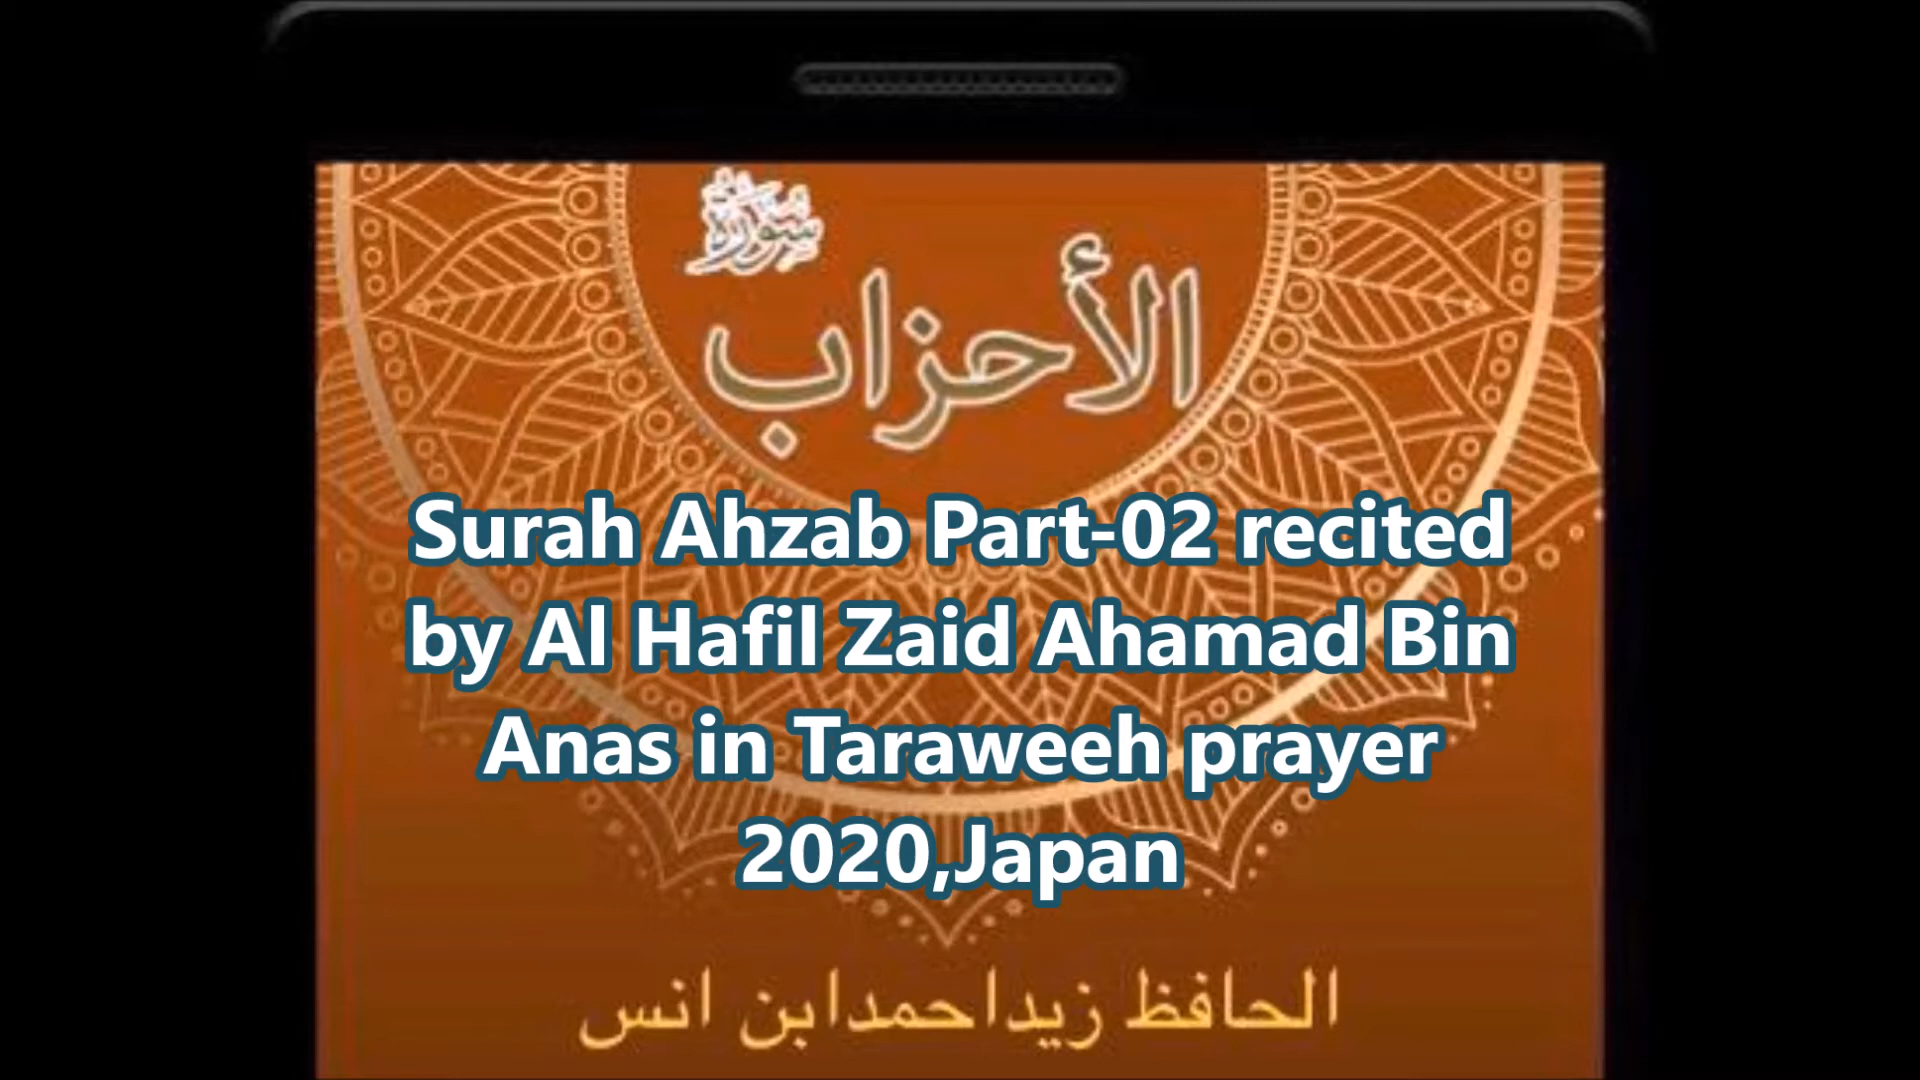 سورة
الأحزاب
Surah Ahzab Part-02 recited
by Al Hafil Zaid Ahamad Bin
Anas in Taraweeh prayer
2020,Japan
الحافظ زيداحمدابن انس